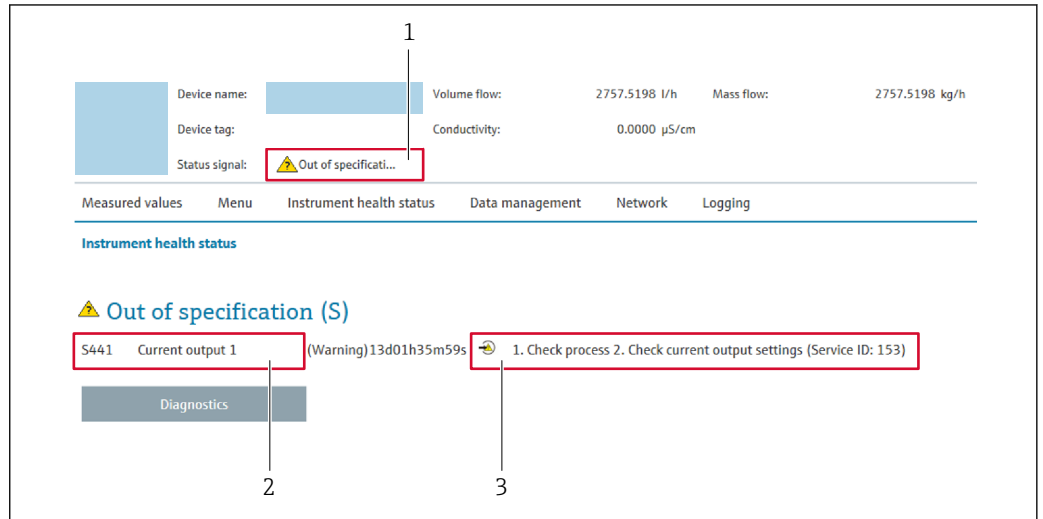 1
Device name: Volume flow: 2757.5198 l/h Mass flow: 2757.5198 kg/h
Device tag: Conductivity: 0.0000 µS/cm
Status signal: Out of specificati...
Measured values Menu Instrument health status Data management Network Logging
Instrument health status
Out of specification (S)
S441 Current output 1 (Warning)13d01h35m59s 1. Check process 2. Check current output settings (Service ID: 153)
Diagnostics
2 3